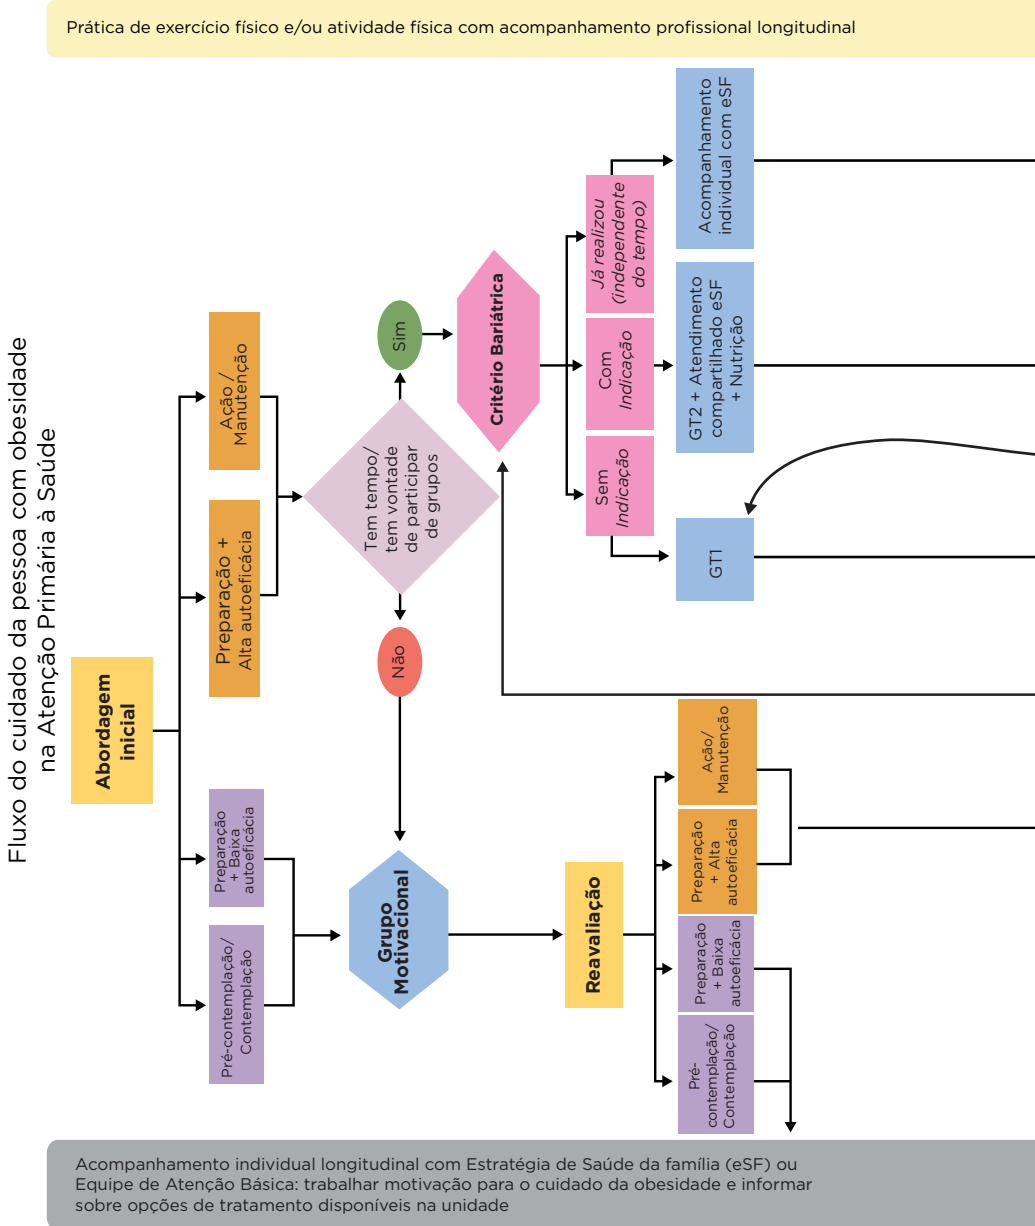 Prática de exercício físico e/ou atividade física com acompanhamento profissional longitudinal
Fluxo do cuidado da pessoa com obesidade
na Atenção Primária à Saúde
Abordagem
inicial
Pré-contemplação/
Contemplação
Preparação
+ Baixa
autoeficácia
Preparação +
Alta autoeficácia
Ação /
Manutenção
Tem tempo/
tem vontade
de participar
de grupos
Não
Sim
Grupo
Motivacional
Critério Bariátrica
Sem
Indicação
Com
Indicação
Já realizou
(independente
do tempo)
GT1
GT2 + Atendimento
compartilhado eSF
+ Nutrição
Acompanhamento
individual com eSF
Reavaliação
Pré-
contemplação/
Contemplação
Preparação
+ Baixa
autoeficácia
Preparação
+ Alta
autoeficácia
Ação/
Manutenção
Acompanhamento individual longitudinal com Estratégia de Saúde da família (eSF) ou
Equipe de Atenção Básica: trabalhar motivação para o cuidado da obesidade e informar
sobre opções de tratamento disponíveis na unidade